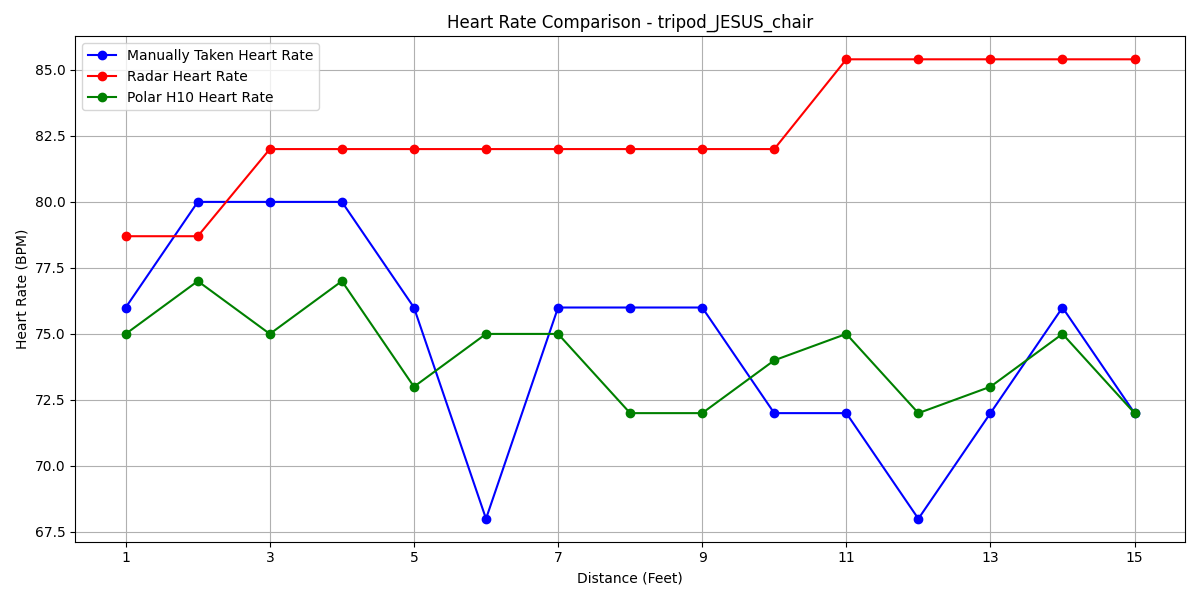 Heart Rate Comparison - tripod_JESUS_chair
Manually Taken Heart Rate
Radar Heart Rate
Polar H10 Heart Rate
85.0
82.5
80.0
77.5
75.0
72.5
70.0
67.5
Heart Rate (BPM)
1 3 5 7 9 11 13 15
Distance (Feet)